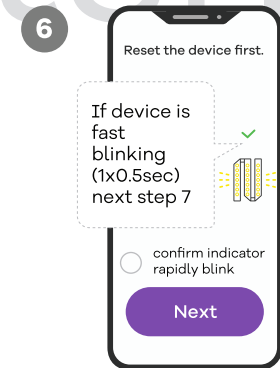 6
Reset the device first.
If device is
fast
blinking
(1x0.5sec)
next step 7
confirm indicator
rapidly blink
Next